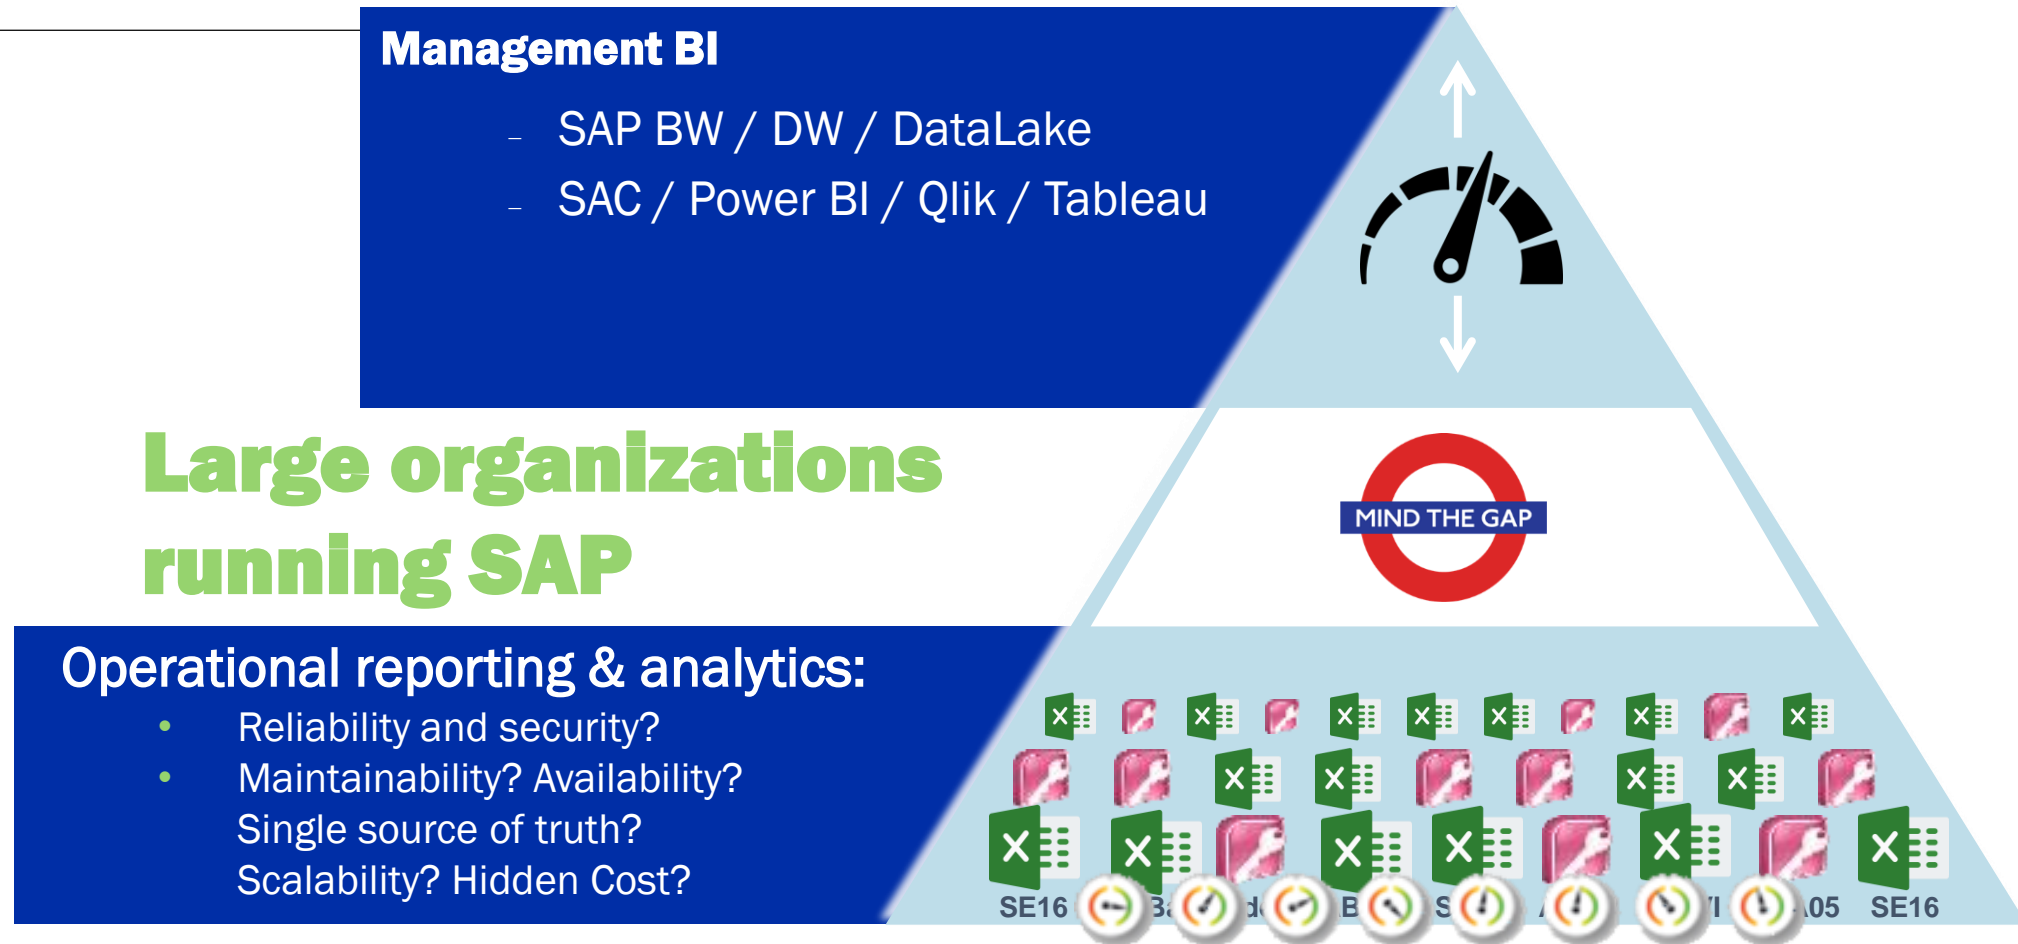 Management BI
– SAP BW / DW / DataLake
– SAC / Power BI / Qlik / Tableau
MIND THE GAP
Large organizations
running SAP
Operational reporting & analytics:
• Reliability and security?
• Maintainability? Availability?
Single source of truth?
Scalability? Hidden Cost?
SE16 SE16